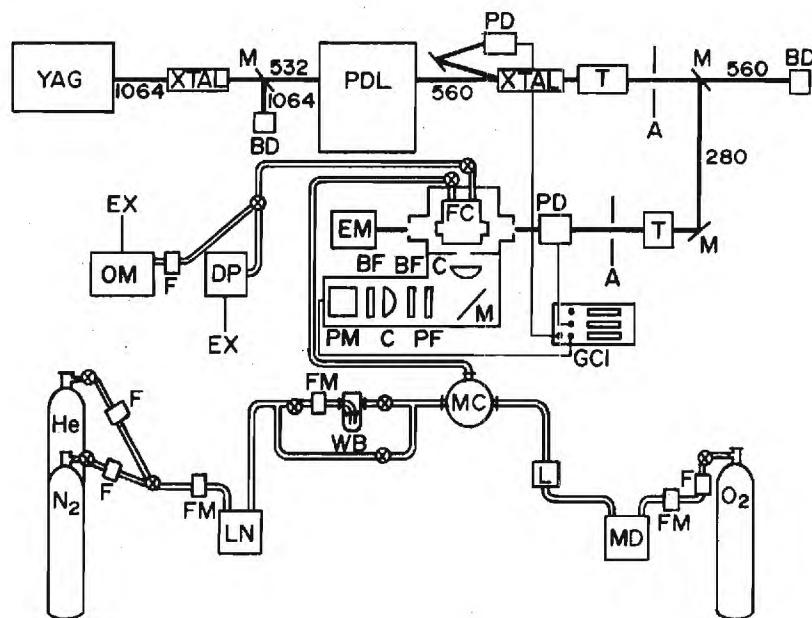 PD
YAG
1064
XTAL
M
532
1064
BD
PDL
560
XTAL
T
A
M
560
BD
280
EX
OM
F
DP
EX
FC
EM
PD
A
T
M
BF
BF
C
PM
C
PF
M
GCI
He
F
N2
F
FM
LN
FM
WB
MC
L
MD
FM
F
O2